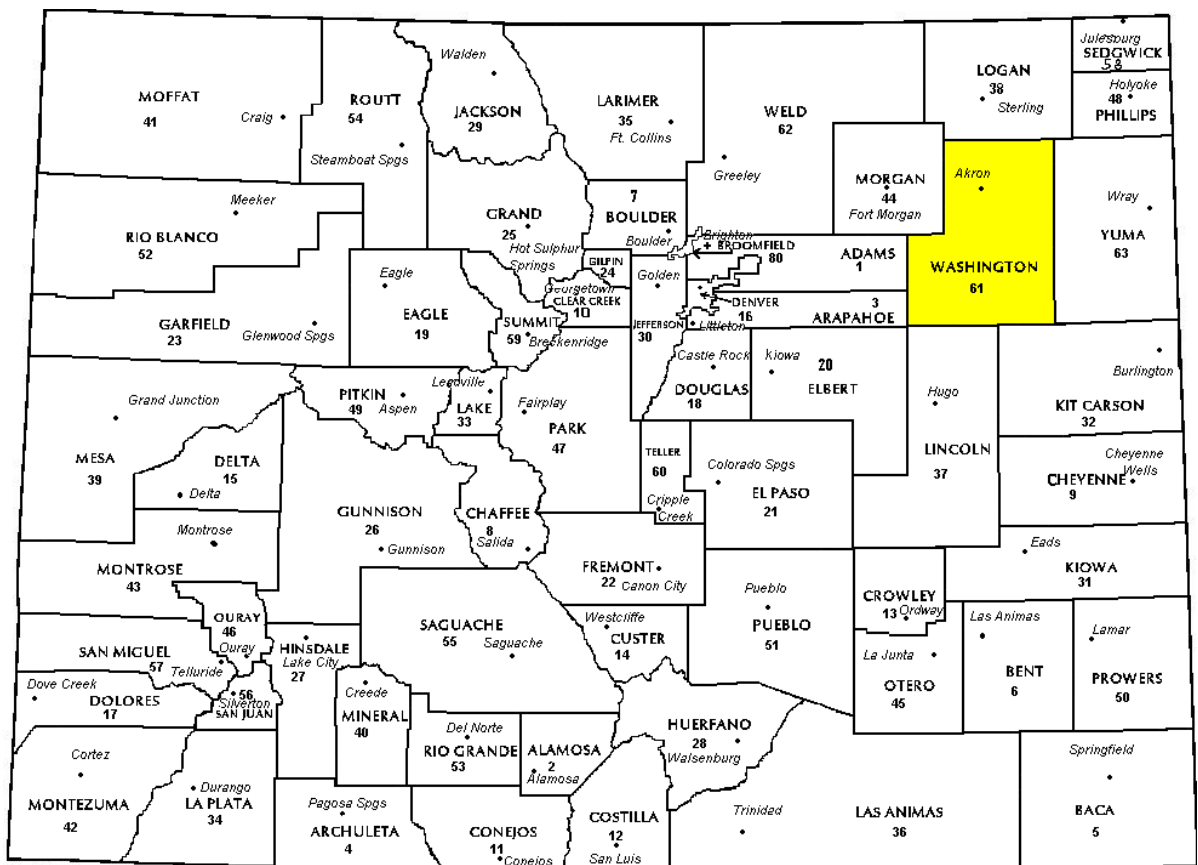 Julesburg
SEDGWICK
58
Walden
LOGAN
38
Sterling
Holyoke
48
PHILLIPS
MOFFAT
41
Craig
ROUTT
54
Steamboat Spgs
JACKSON
29
LARIMER
35
Ft. Collins
WELD
62
Greeley
MORGAN
44
Fort Morgan
Akron
WASHINGTON
61
Wray
YUMA
63
Meeker
RIO BLANCO
52
GRAND
25
Hot Sulphur
Springs
7
BOULDER
Boulder
Brighton
+ BROOMFIELD
80
ADAMS
1
GILPIN
24
Golden
Georgetown
CLEAR CREEK
10
Eagle
EAGLE
19
SUMMIT
59
Breckenridge
JEFFERSON
30
DENVER
16
Littleton
3
ARAPAHOE
GARFIELD
23
Glenwood Spgs
Castle Rock
DOUGLAS
18
kiowa
20
ELBERT
Hugo
LINCOLN
37
Burlington
KIT CARSON
32
PITKIN
49
Aspen
Leadville
LAKE
33
Fairplay
PARK
47
Grand Junction
MESA
39
DELTA
15
Delta
TELLER
60
Cripple
Creek
Colorado Spgs
EL PASO
21
Cheyenne
Wells
CHEYENNE
9
GUNNISON
26
Gunnison
CHAFFEE
8
Salida
Montrose
MONTROSE
43
FREMONT
22
Canon City
Pueblo
PUEBLO
51
CROWLEY
13
Ordway
Eads
KIOWA
31
OURAY
46
Ouray
SAN MIGUEL
57
Telluride
HINSDALE
Lake City
27
SAGUACHE
55
Saguache
Westcliffe
CUSTER
14
La Junta
OTERO
45
Las Animas
BENT
6
Lamar
PROWERS
50
Dove Creek
DOLORES
17
56
Silverton
SAN JUAN
Creede
MINERAL
40
Del Norte
RIO GRANDE
53
ALAMOSA
2
Alamosa
HUERFANO
28
Walsenburg
Cortez
MONTEZUMA
42
Durango
LA PLATA
34
Pagosa Spgs
ARCHULETA
4
CONEJOS
11
Conejos
COSTILLA
12
San Luis
Trinidad
LAS ANIMAS
36
Springfield
BACA
5